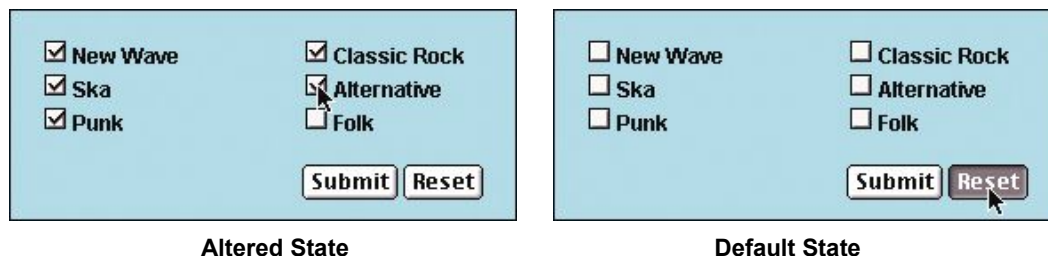 New Wave Classic Rock New Wave Classic Rock
Ska Alternative Ska Alternative
Punk Folk Punk Folk
Submit Reset Submit Reset
Altered State Default State